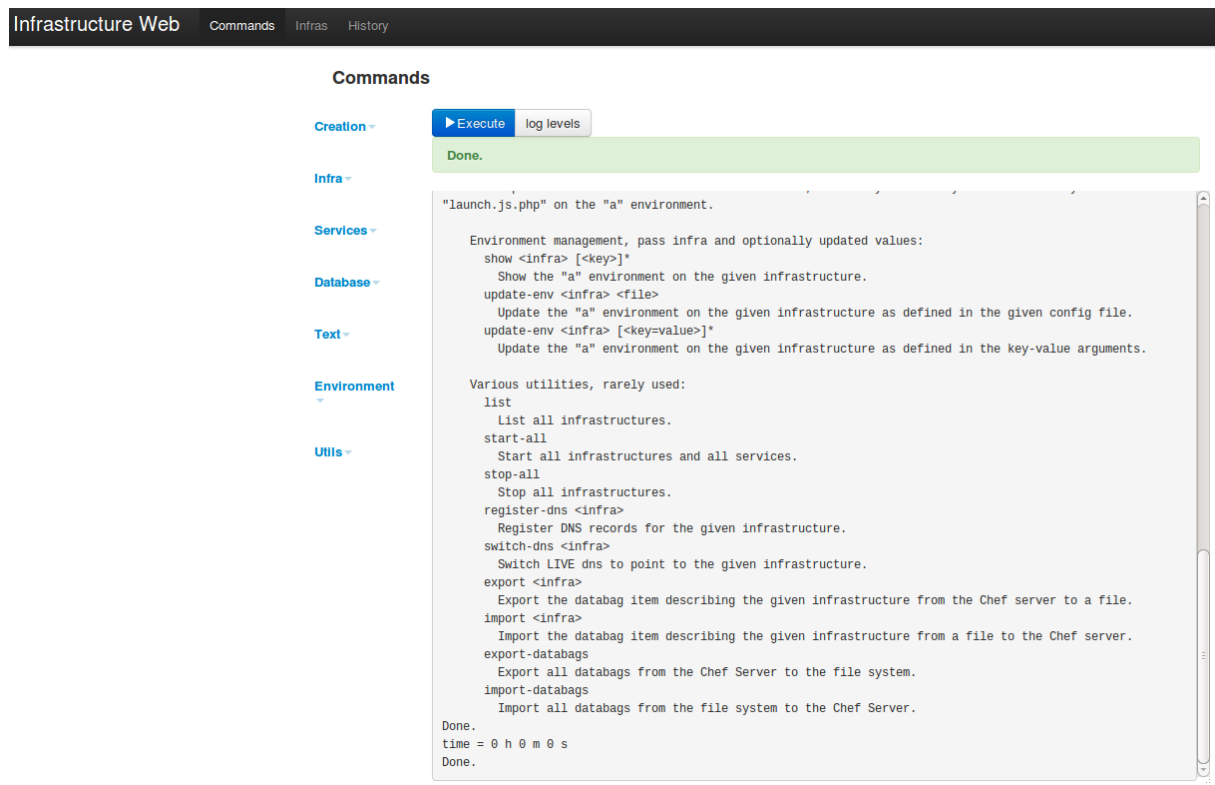 Infrastructure Web Commands Infras History
Commands
Creation
Infra
Services
Database
Text
Environment
Utils
Execute log levels
Done.
"launch.js.php" on the "a" environment.
Environment management, pass infra and optionally updated values:
show <infra> [<key>]*
Show the "a" environment on the given infrastructure.
update-env <infra> <file>
Update the "a" environment on the given infrastructure as defined in the given config file.
update-env <infra> [<key=value>]*
Update the "a" environment on the given infrastructure as defined in the key-value arguments.
Various utilities, rarely used:
list
List all infrastructures.
start-all
Start all infrastructures and all services.
stop-all
Stop all infrastructures.
register-dns <infra>
Register DNS records for the given infrastructure.
switch-dns <infra>
Switch LIVE dns to point to the given infrastructure.
export <infra>
Export the databag item describing the given infrastructure from the Chef server to a file.
import <infra>
Import the databag item describing the given infrastructure from a file to the Chef server.
export-databags
Export all databags from the Chef Server to the file system.
import-databags
Import all databags from the file system to the Chef Server.
Done.
time = 0 h 0 m 0 s
Done.